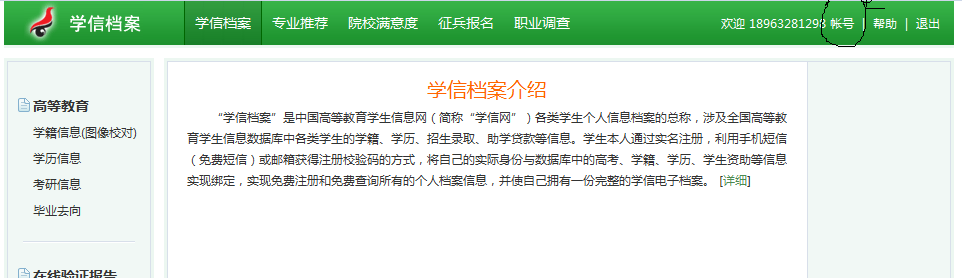 学信档案 学信档案 专业推荐 院校满意度 征兵报名 职业调查 欢迎 18963281298 帐号 | 帮助 | 退出
高等教育
学籍信息(图像校对)
学历信息
考研信息
毕业去向
在线验证报告
学信档案介绍
“学信档案”是中国高等教育学生信息网（简称“学信网”）各类学生个人信息档案的总称，涉及全国高等教
育学生信息数据库中各类学生的学籍、学历、招生录取、助学贷款等信息。学生本人通过实名注册，利用手机短信
（免费短信）或邮箱获得注册校验码的方式，将自己的实际身份与数据库中的高考、学籍、学历、学生资助等信息
实现绑定，实现免费注册和免费查询所有的个人档案信息，并使自己拥有一份完整的学信电子档案。 [详细]